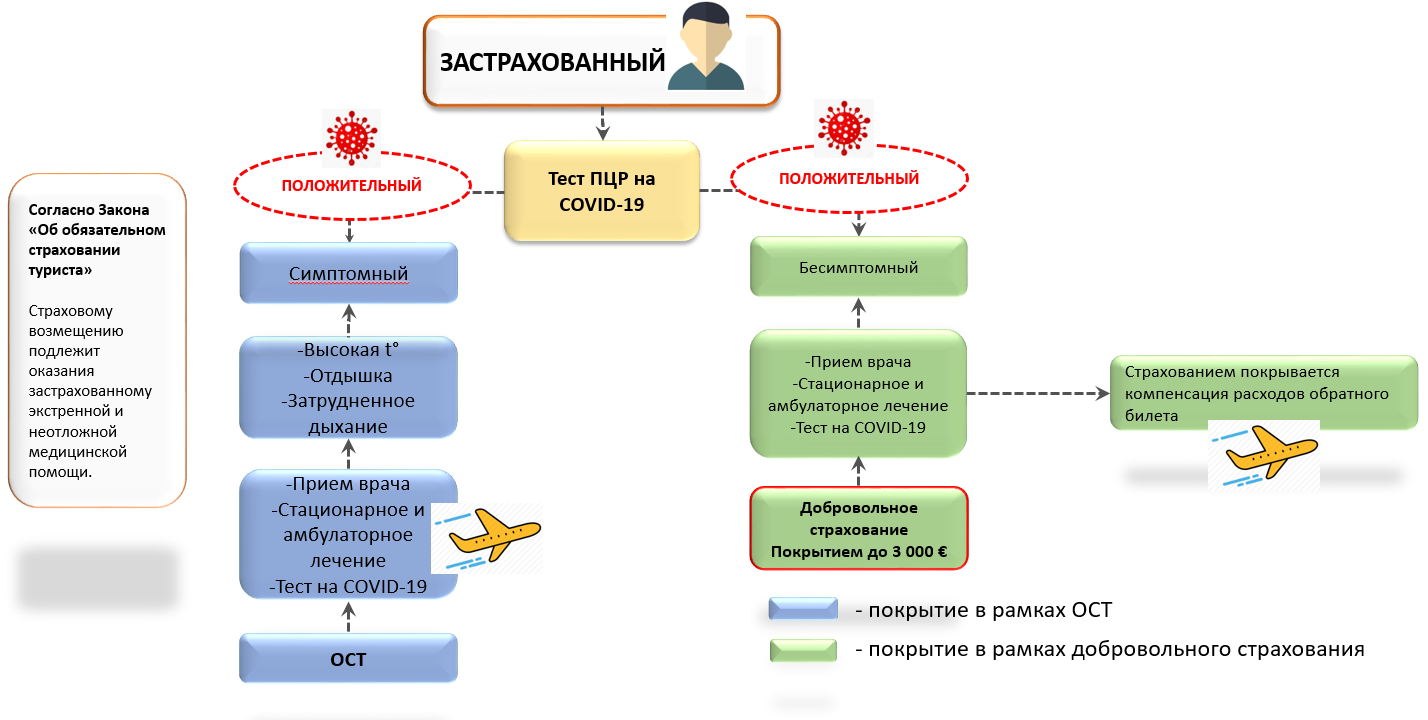 ЗАСТРАХОВАННЫЙ
ПОЛОЖИТЕЛЬНЫЙ
Тест ПЦР на
COVID-19
ПОЛОЖИТЕЛЬНЫЙ
Согласно Закона
«Об обязательном
страховании
туриста»
Страховому
возмещению
подлежит
оказания
застрахованному
экстренной и
неотложной
медицинской
помощи.
Симптомный
-Высокая t°
-Отдышка
-Затрудненное
дыхание
-Прием врача
-Стационарное и
амбулаторное
лечение
-Тест на COVID-19
ОСТ
Бесимптомный
-Прием врача
-Стационарное и
амбулаторное лечение
-Тест на COVID-19
Добровольное
страхование
Покрытием до 3 000 €
Страхованием покрывается
компенсация расходов обратного
билета
- покрытие в рамках ОСТ
- покрытие в рамках добровольного страхования